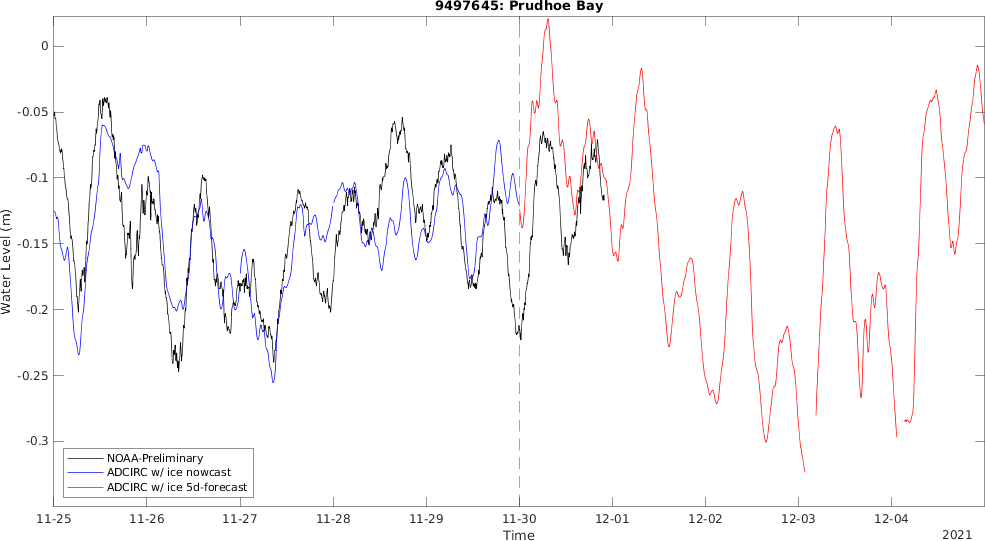 9497645: Prudhoe Bay
0
-0.05
-0.1
-0.15
-0.2
-0.25
-0.3
Water Level (m)
NOAA-Preliminary
ADCIRC w/ ice nowcast
ADCIRC w/ ice 5d-forecast
11-25 11-26 11-27 11-28 11-29 11-30 12-01 12-02 12-03 12-04
Time
2021